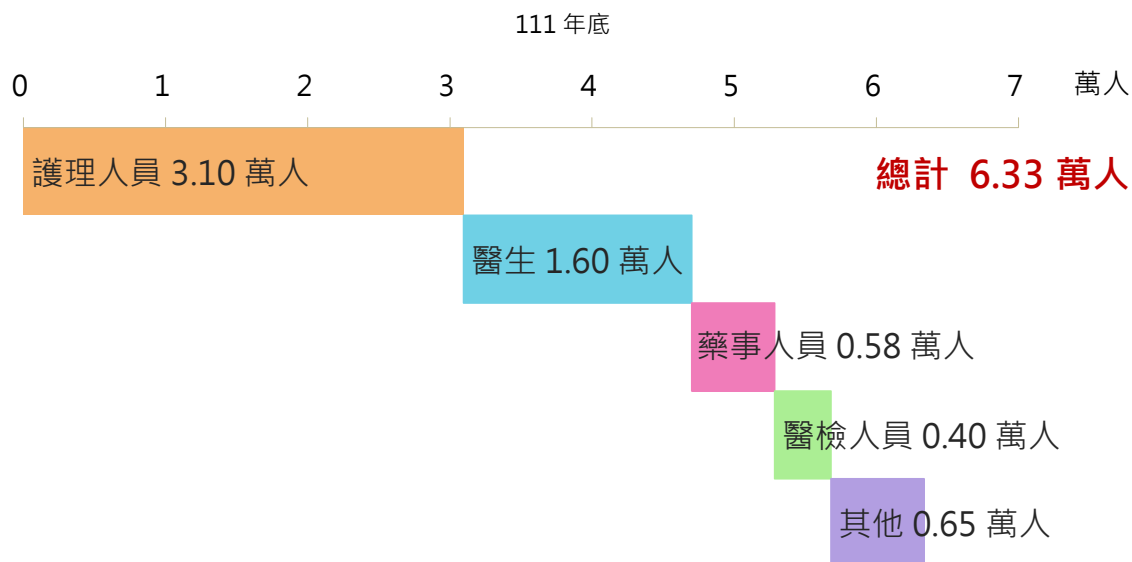 111 年底
0 1 2 3 4 5 6 7 萬人
護理人員 3.10 萬人
總計 6.33 萬人
醫生 1.60 萬人
藥事人員 0.58 萬人
醫檢人員 0.40 萬人
其他 0.65 萬人